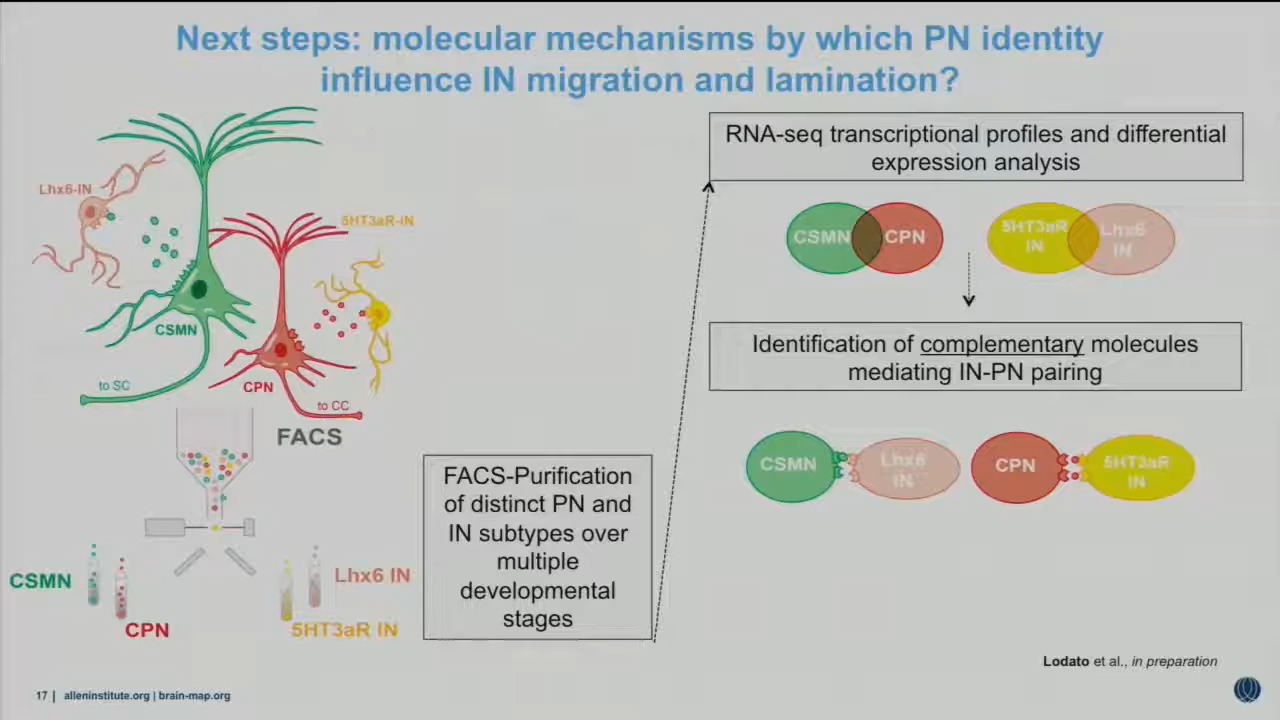 Next steps: molecular mechanisms by which PN identity
influence IN migration and lamination?
Lhx6-IN
5HT3aR-IN
CSMN
CPN
to SC
to CC
FACS
FACS-Purification
of distinct PN and
IN subtypes over
multiple
developmental
stages
CSMN
CPN
Lhx6 IN
5HT3aR IN
RNA-seq transcriptional profiles and differential
expression analysis
CSMN
CPN
5HT3aR
IN
Lhx6
IN
Identification of complementary molecules
mediating IN-PN pairing
CSMN
Lhx6
IN
CPN
5HT3aR
IN
Lodato et al., in preparation
17 | alleninstitute.org | brain-map.org